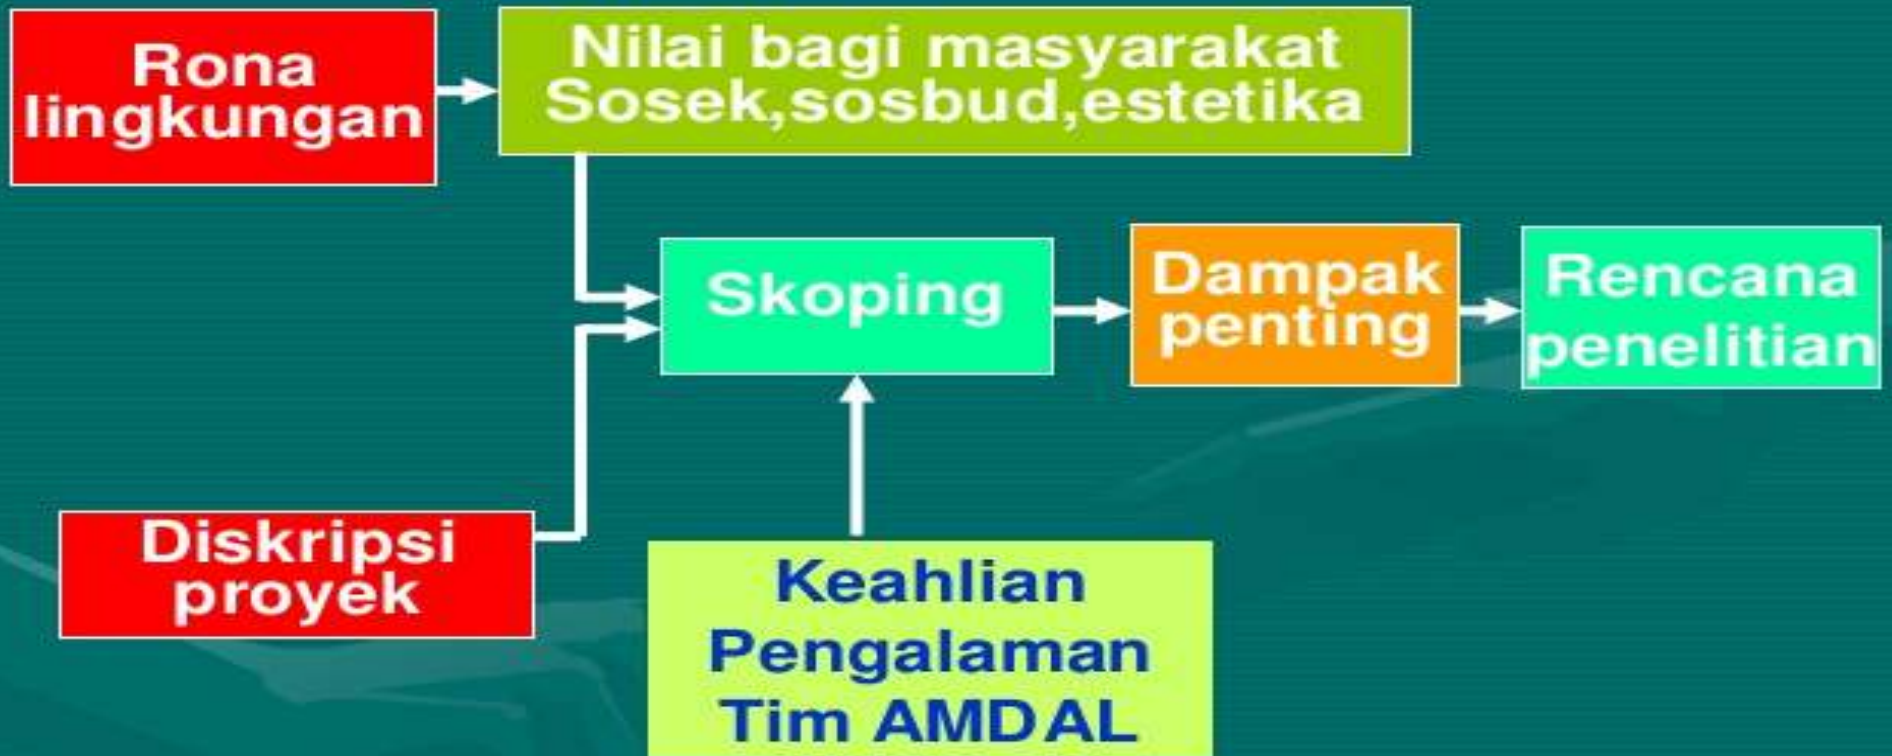 Rona
lingkungan
Nilai bagi masyarakat
Sosek,sosbud,estetika
Skoping
Dampak
penting
Rencana
penelitian
Diskripsi
proyek
Keahlian
Pengalaman
Tim AMDAL